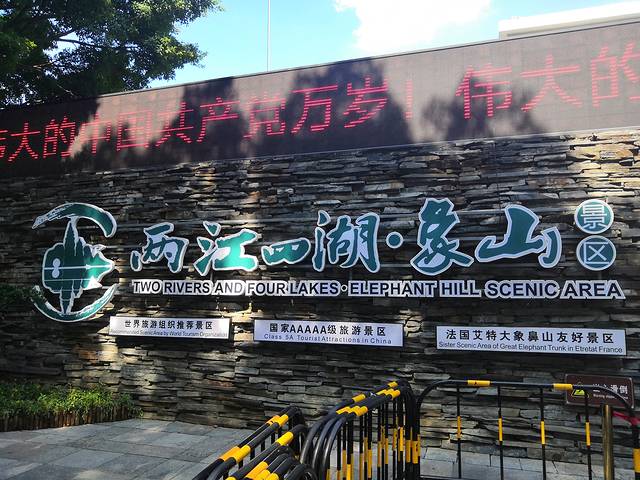 伟大的中国共产党万岁！伟大的
两江四湖·象山
景区
TWO RIVERS AND FOUR LAKES·ELEPHANT HILL SCENIC AREA
世界旅游组织推荐景区
Recommended Scenic Area by World Tourism Organization
国家AAAAA级旅游景区
Class 5A Tourist Attractions in China
法国艾特大象鼻山友好景区
Sister Scenic Area of Great Elephant Trunk in Etretat France
滑倒